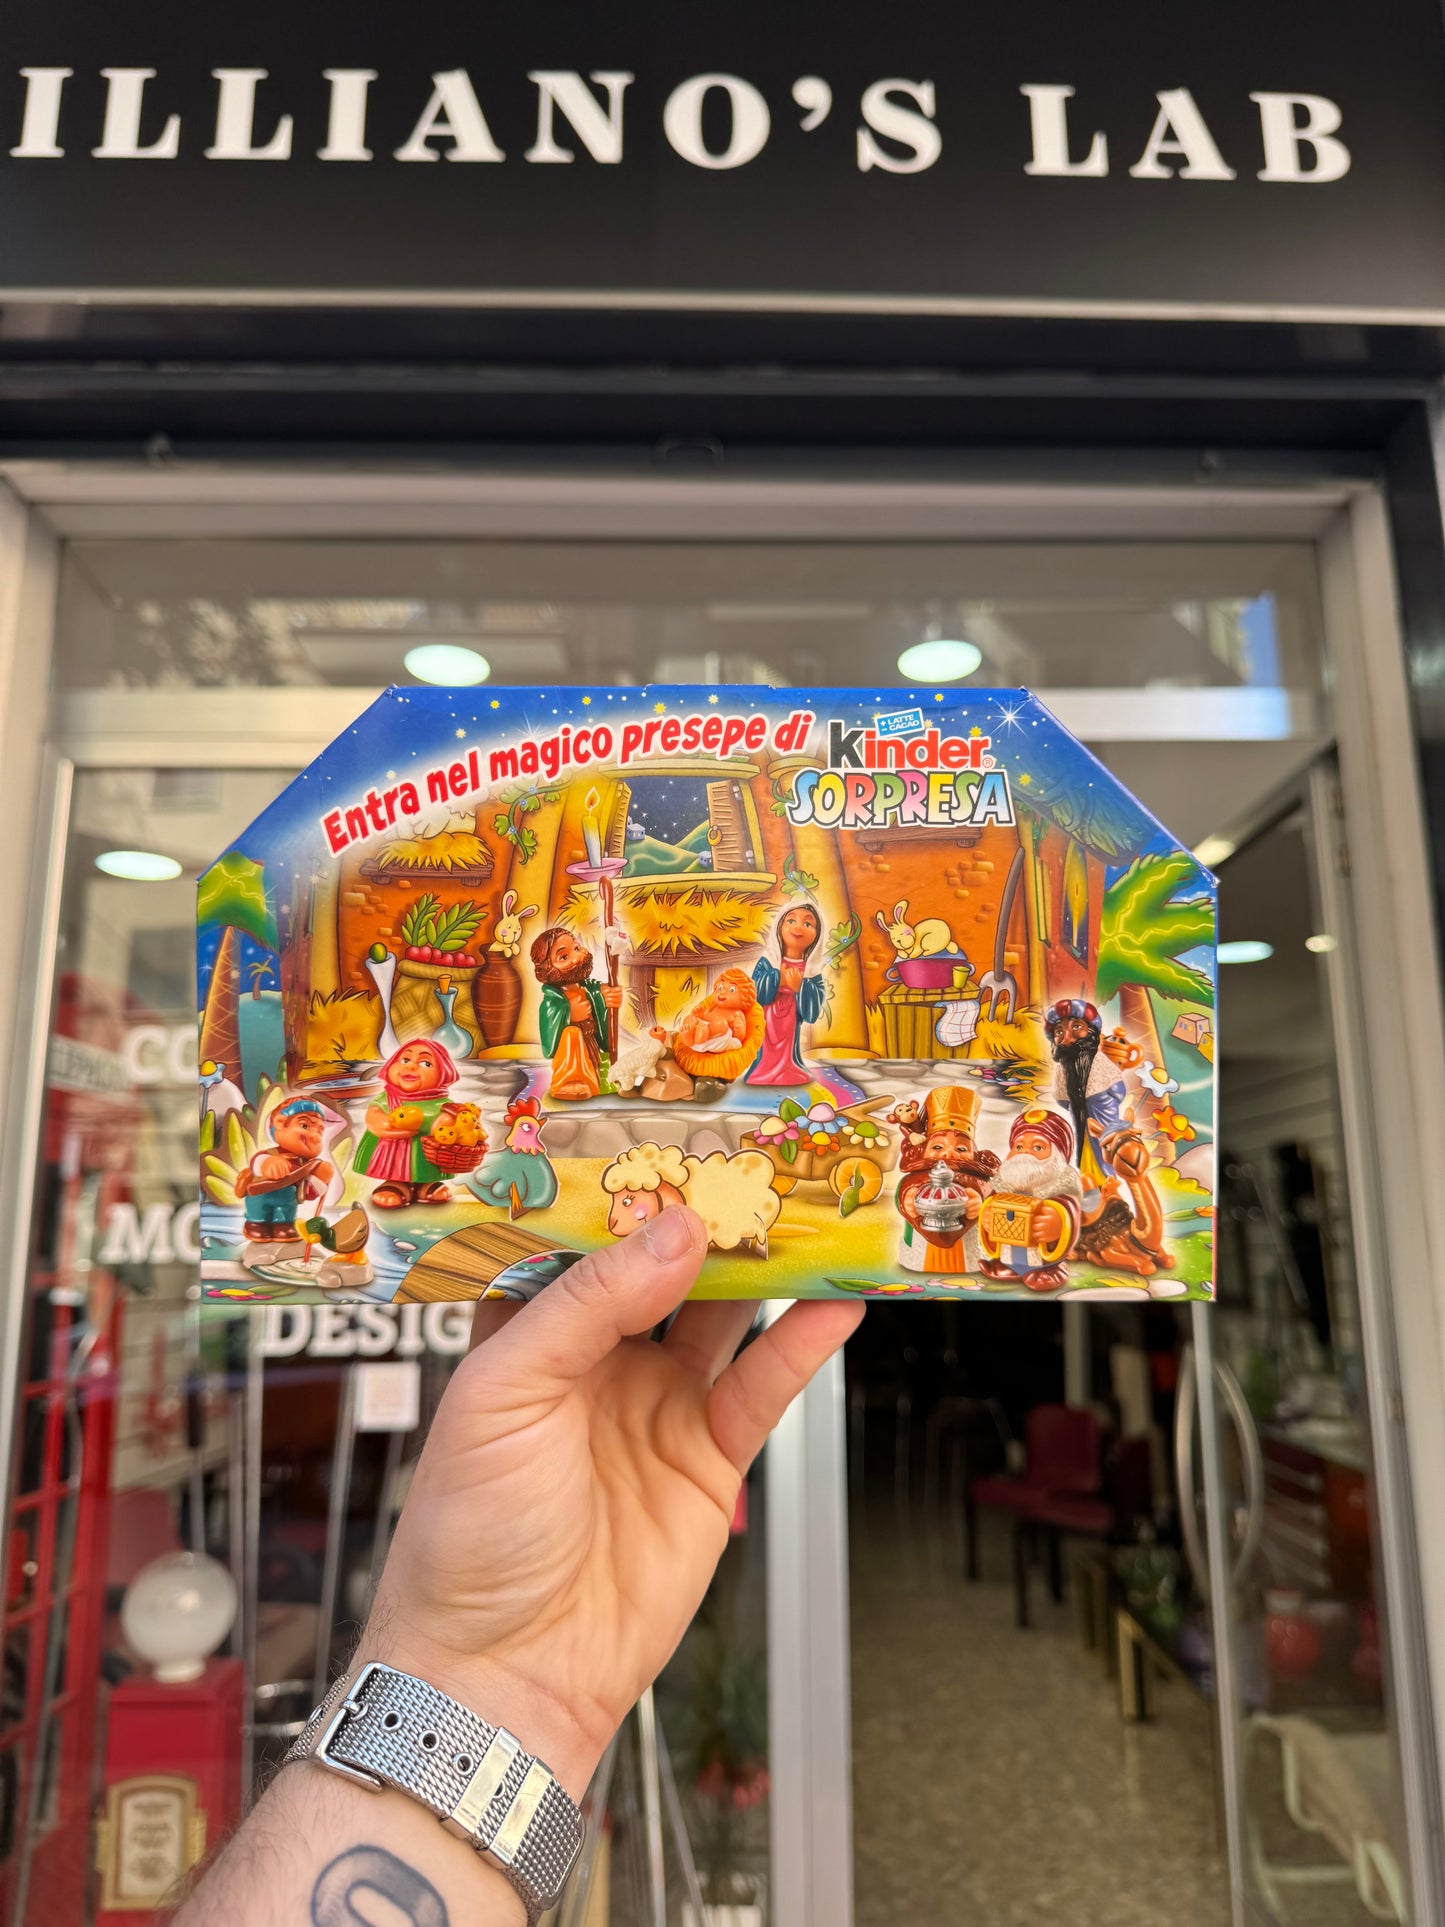 ILLIANO'S LAB
Entra nel magico presepe di
+ LATTE
- CACAO
Kinder®
SORPRESA
CO
MO
DESIG